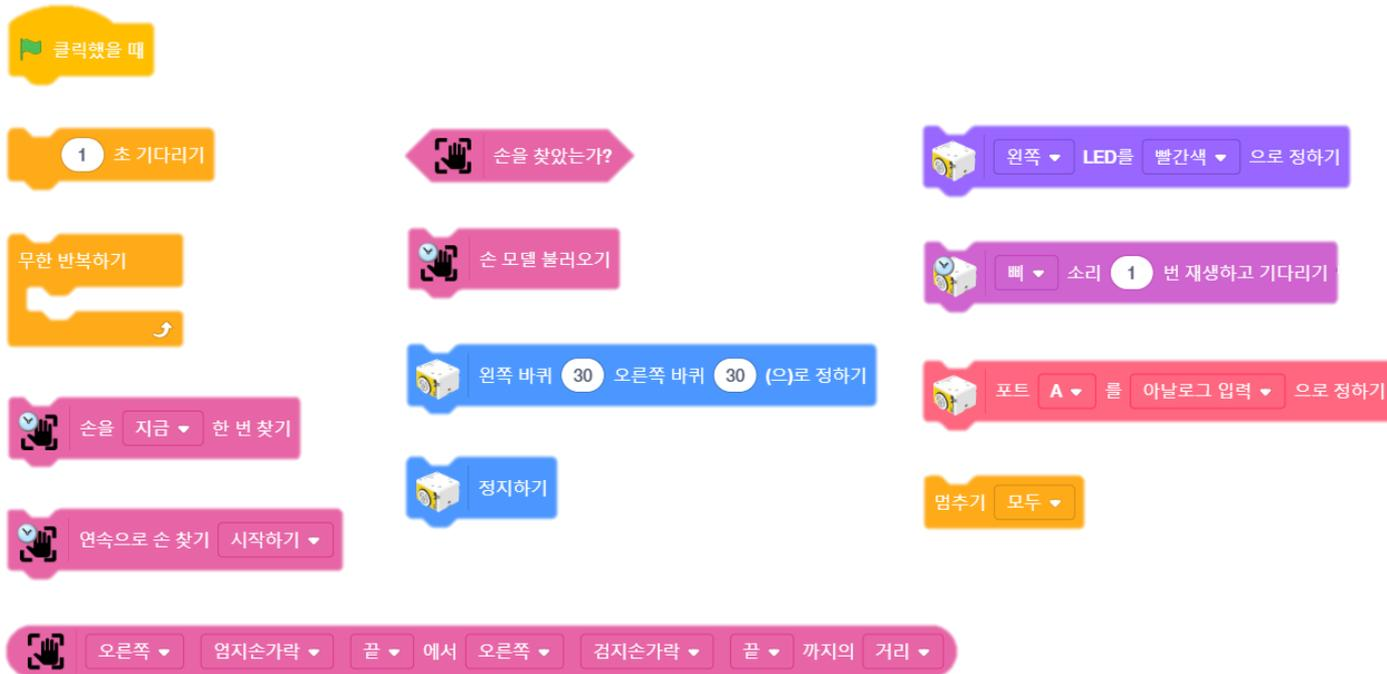 클릭했을 때
1 초 기다리기
손을 찾았는가?
왼쪽 LED를 빨간색 으로 정하기
무한 반복하기
손 모델 불러오기
삐 소리 1 번 재생하고 기다리기
왼쪽 바퀴 30 오른쪽 바퀴 30 (으)로 정하기
포트 A 를 아날로그 입력 으로 정하기
손을 지금 한 번 찾기
정지하기
멈추기 모두
연속으로 손 찾기 시작하기
오른쪽 엄지손가락 끝 에서 오른쪽 검지손가락 끝 까지의 거리